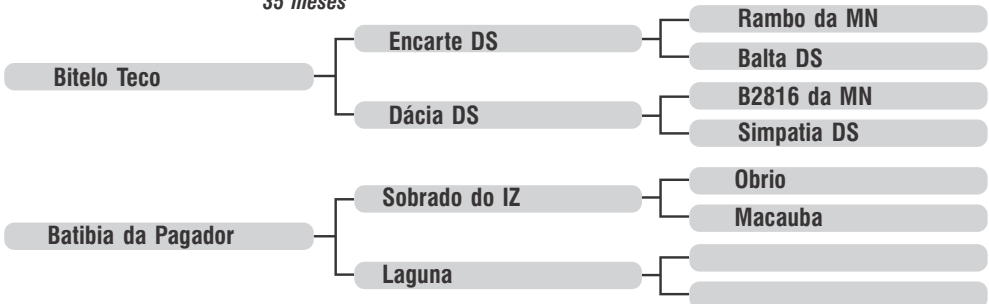 35 meses
Rambo da MN
Encarte DS
Balta DS
Bitelo Teco
B2816 da MN
Dácia DS
Simpatia DS
Obrio
Sobrado do IZ
Macauba
Batibia da Pagador
Laguna